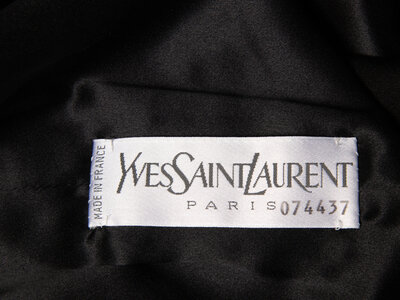 MADE IN FRANCE
YVESSAINTLAURENT
PARIS 074437